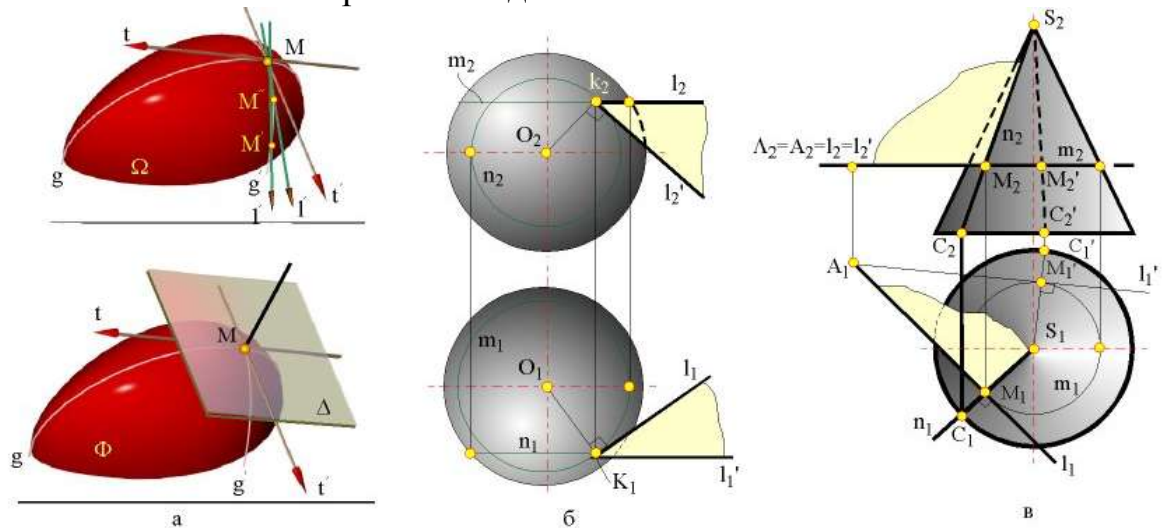 t
M
M″
M′
Ω
g
g′
t′
l′
l′
t
M
Δ
Φ
g
g′
t′
а
m₂
k₂
l₂
O₂
n₂
l₂'
m₁
O₁
l₁
n₁
K₁
l₁'
б
S₂
n₂
Λ₂=A₂=l₂=l₂'
m₂
M₂
M₂'
C₂'
C₂
C₁'
A₁
M₁'
l₁'
S₁
M₁
m₁
n₁
C₁
l₁
в